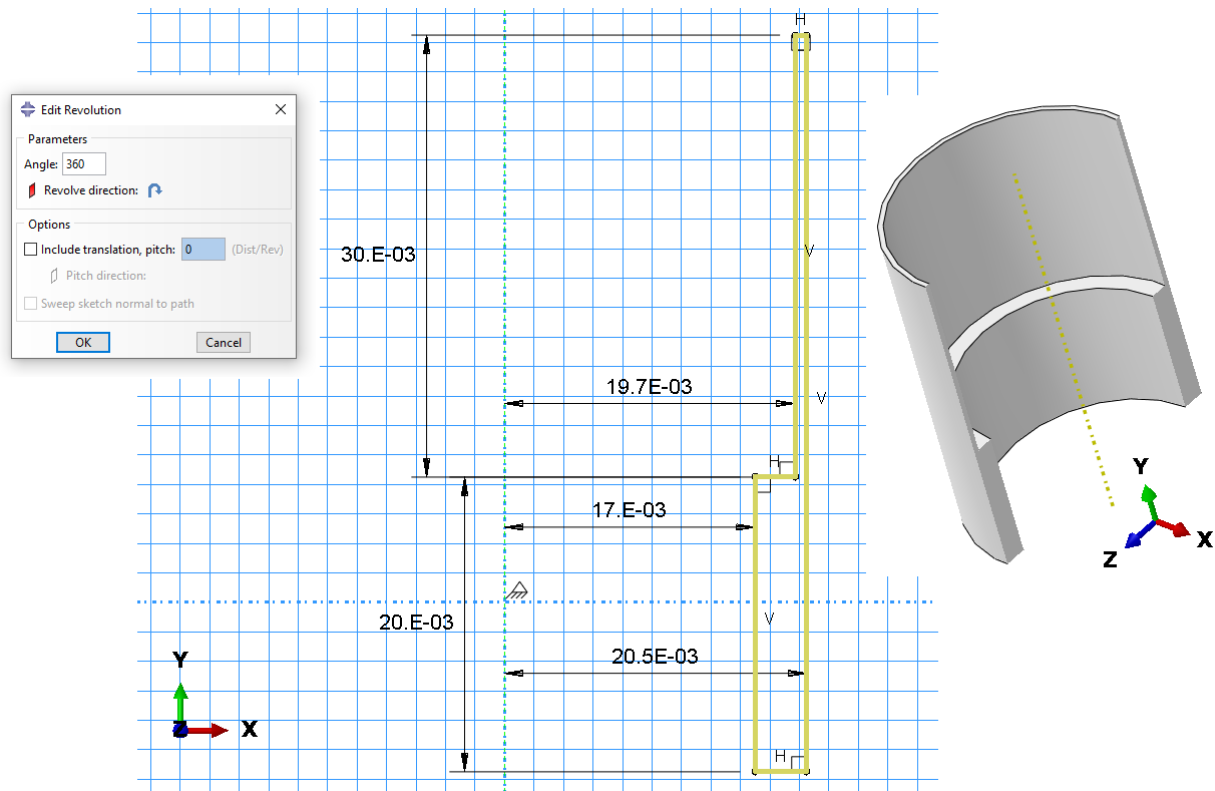 Edit Revolution
Parameters
Angle: 360
Revolve direction:
Options
Include translation, pitch: 0 (Dist/Rev)
Pitch direction:
Sweep sketch normal to path
OK Cancel
H
30.E-03
V
19.7E-03
V
H
17.E-03
20.E-03
V
20.5E-03
H
Y
Z X
Y
X
Z